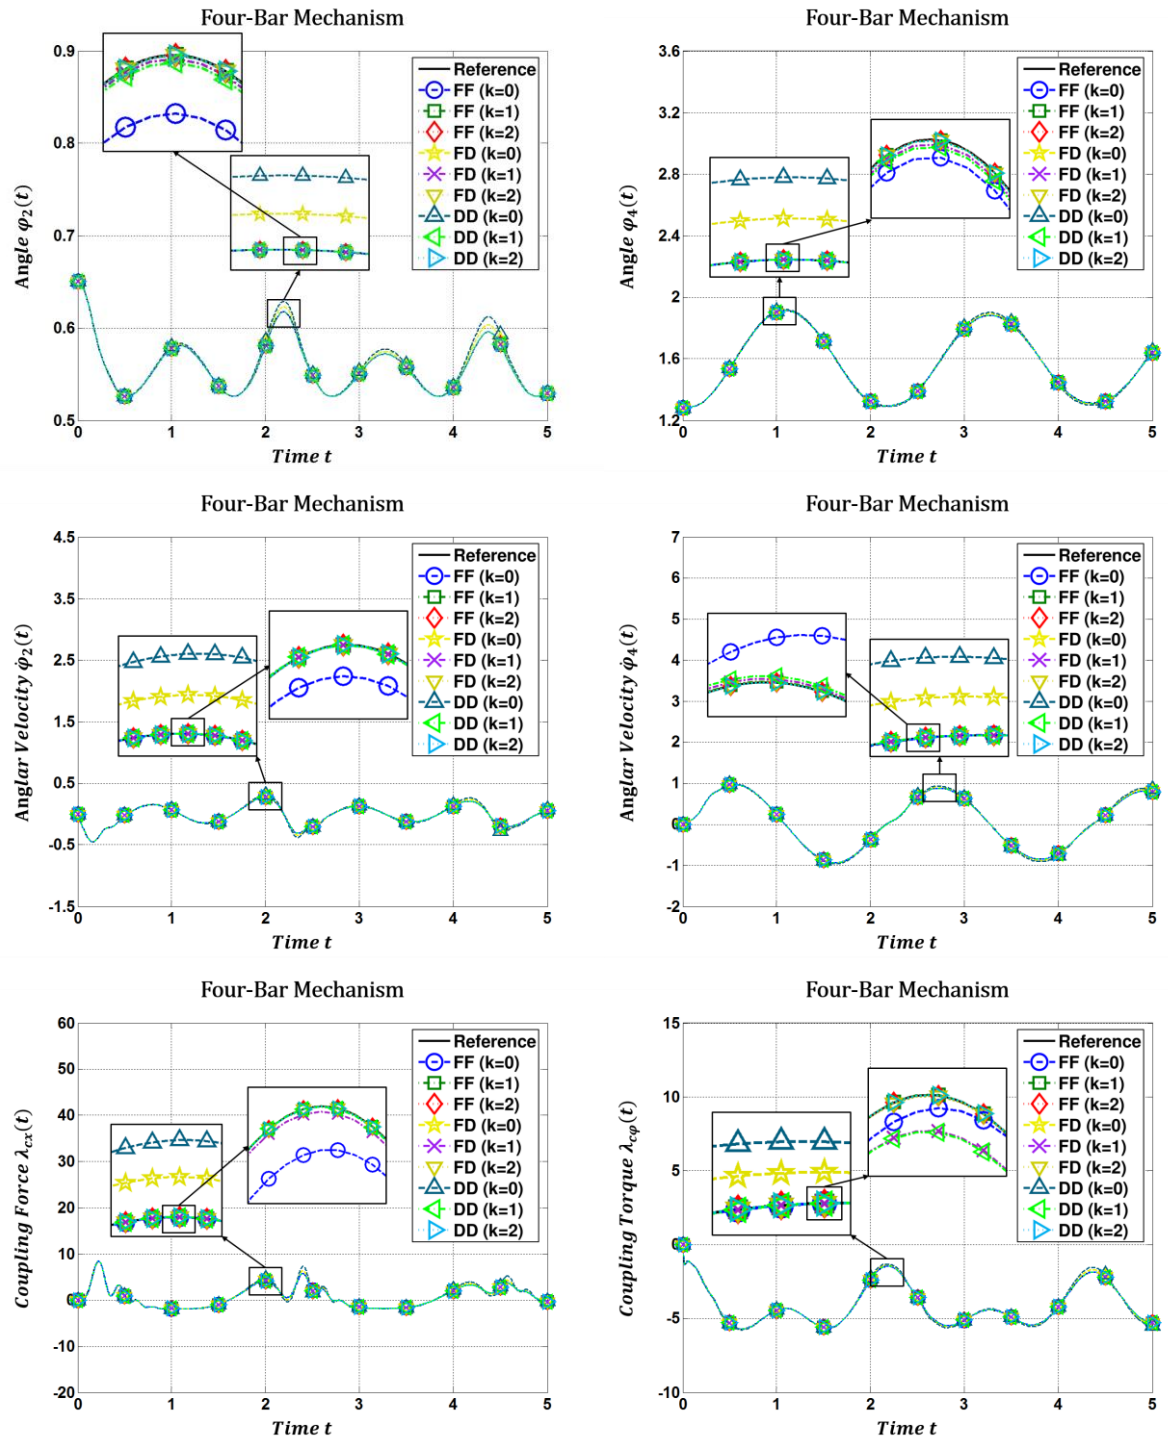 Four-Bar Mechanism
Angle φ₂(t)
0.9
0.8
0.7
0.6
0.5
0
1
2
3
4
5
Time t
Reference
FF (k=0)
FF (k=1)
FF (k=2)
FD (k=0)
FD (k=1)
FD (k=2)
DD (k=0)
DD (k=1)
DD (k=2)
Four-Bar Mechanism
Angle φ₄(t)
3.6
3.2
2.8
2.4
2
1.6
1.2
0
1
2
3
4
5
Time t
Reference
FF (k=0)
FF (k=1)
FF (k=2)
FD (k=0)
FD (k=1)
FD (k=2)
DD (k=0)
DD (k=1)
DD (k=2)
Four-Bar Mechanism
Anglar Velocity φ̇₂(t)
4.5
3.5
2.5
1.5
0.5
-0.5
-1.5
0
1
2
3
4
5
Time t
Reference
FF (k=0)
FF (k=1)
FF (k=2)
FD (k=0)
FD (k=1)
FD (k=2)
DD (k=0)
DD (k=1)
DD (k=2)
Four-Bar Mechanism
Anglar Velocity φ̇₄(t)
7
6
5
4
3
2
1
0
-1
-2
0
1
2
3
4
5
Time t
Reference
FF (k=0)
FF (k=1)
FF (k=2)
FD (k=0)
FD (k=1)
FD (k=2)
DD (k=0)
DD (k=1)
DD (k=2)
Four-Bar Mechanism
Coupling Force λcx(t)
60
50
40
30
20
10
0
-10
-20
0
1
2
3
4
5
Time t
Reference
FF (k=0)
FF (k=1)
FF (k=2)
FD (k=0)
FD (k=1)
FD (k=2)
DD (k=0)
DD (k=1)
DD (k=2)
Four-Bar Mechanism
Coupling Torque λcφ(t)
15
10
5
0
-5
-10
0
1
2
3
4
5
Time t
Reference
FF (k=0)
FF (k=1)
FF (k=2)
FD (k=0)
FD (k=1)
FD (k=2)
DD (k=0)
DD (k=1)
DD (k=2)